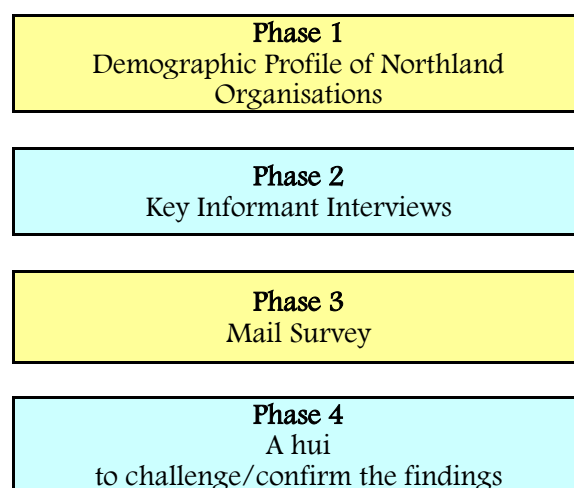 Phase 1
Demographic Profile of Northland
Organisations
Phase 2
Key Informant Interviews
Phase 3
Mail Survey
Phase 4
A hui
to challenge/confirm the findings